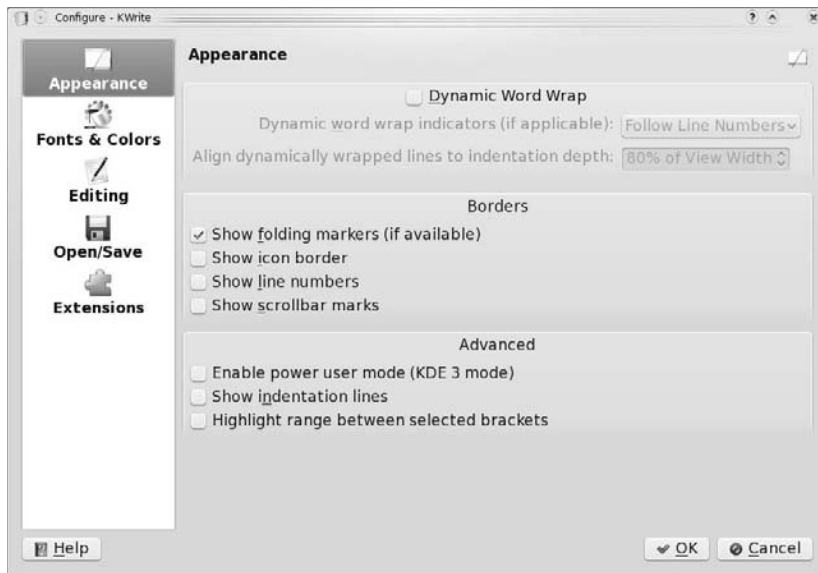 Configure - KWrite
Appearance
Fonts & Colors
Editing
Open/Save
Extensions
Appearance
Dynamic Word Wrap
Dynamic word wrap indicators (if applicable): Follow Line Numbers
Align dynamically wrapped lines to indentation depth: 80% of View Width
Borders
Show folding markers (if available)
Show icon border
Show line numbers
Show scrollbar marks
Advanced
Enable power user mode (KDE 3 mode)
Show indentation lines
Highlight range between selected brackets
Help
OK
Cancel